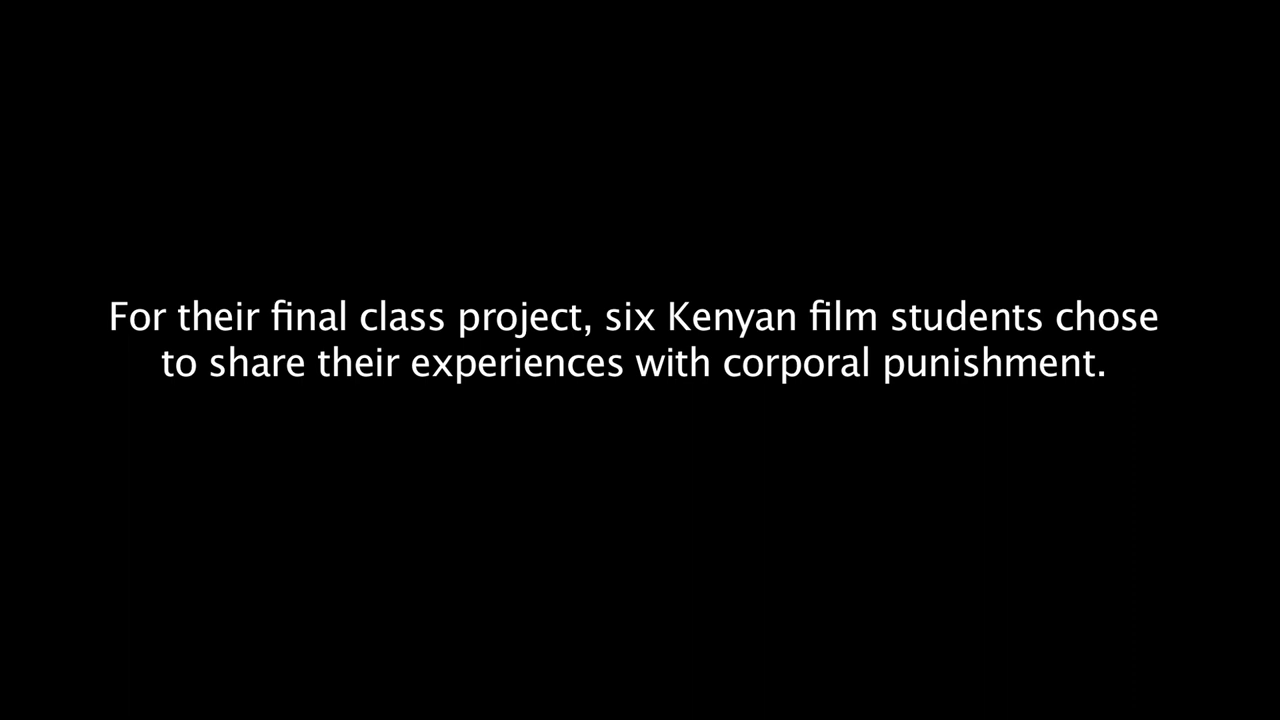 For their final class project, six Kenyan film students chose
to share their experiences with corporal punishment.